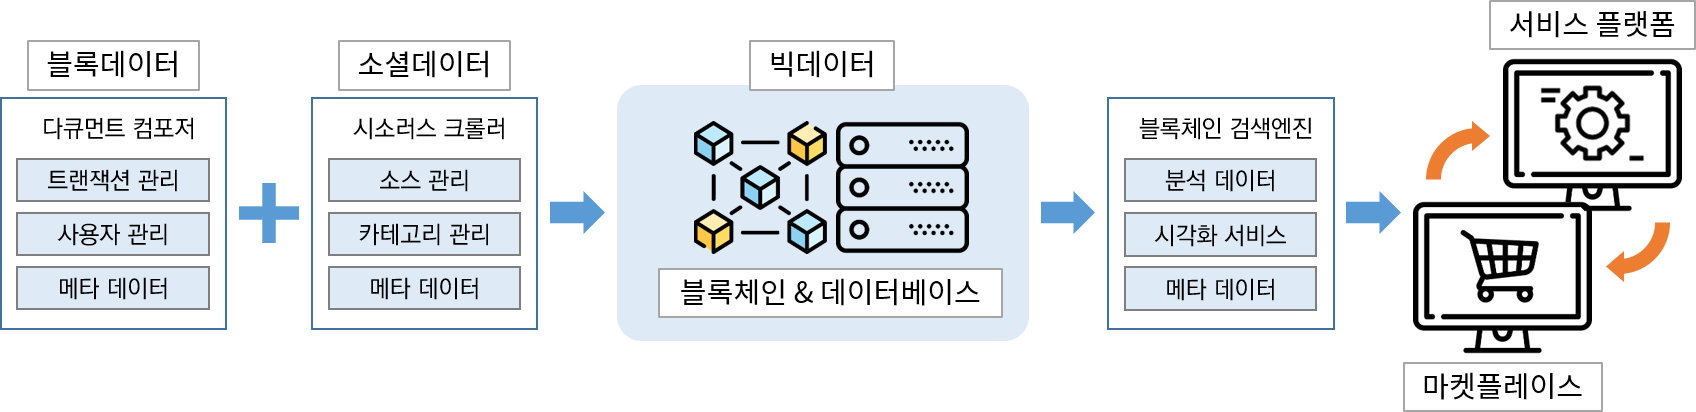 블록데이터
다큐먼트 컴포저
트랜잭션 관리
사용자 관리
메타 데이터
소셜데이터
시소러스 크롤러
소스 관리
카테고리 관리
메타 데이터
빅데이터
블록체인 & 데이터베이스
블록체인 검색엔진
분석 데이터
시각화 서비스
메타 데이터
서비스 플랫폼
마켓플레이스